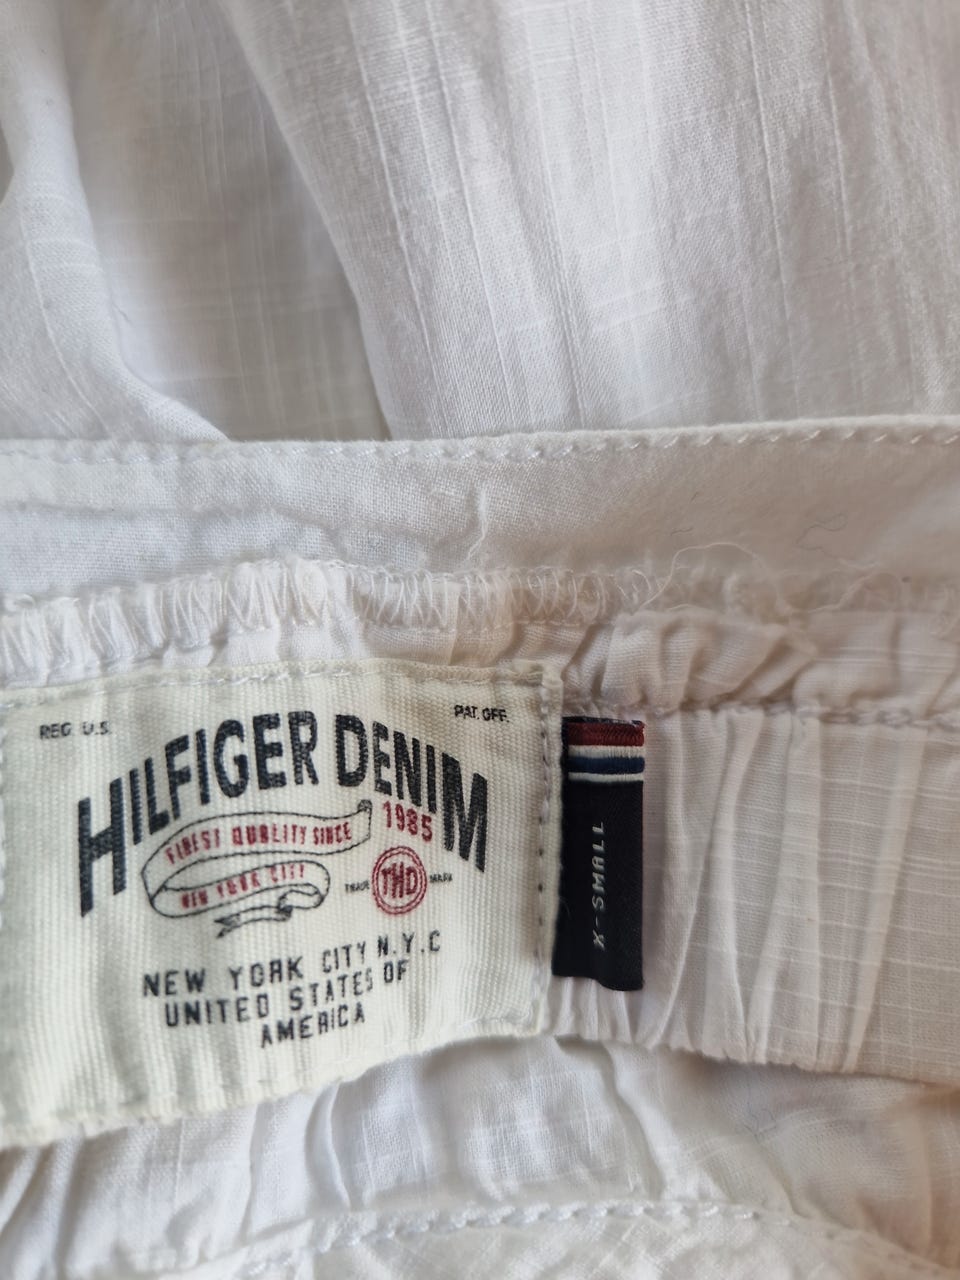 REG. U.S.
PAT. OFF.
HILFIGER DENIM
FINEST QUALITY SINCE
1985
NEW YORK CITY
TRADE THD MARK
NEW YORK CITY N.Y.C
UNITED STATES OF
AMERICA
X-SMALL